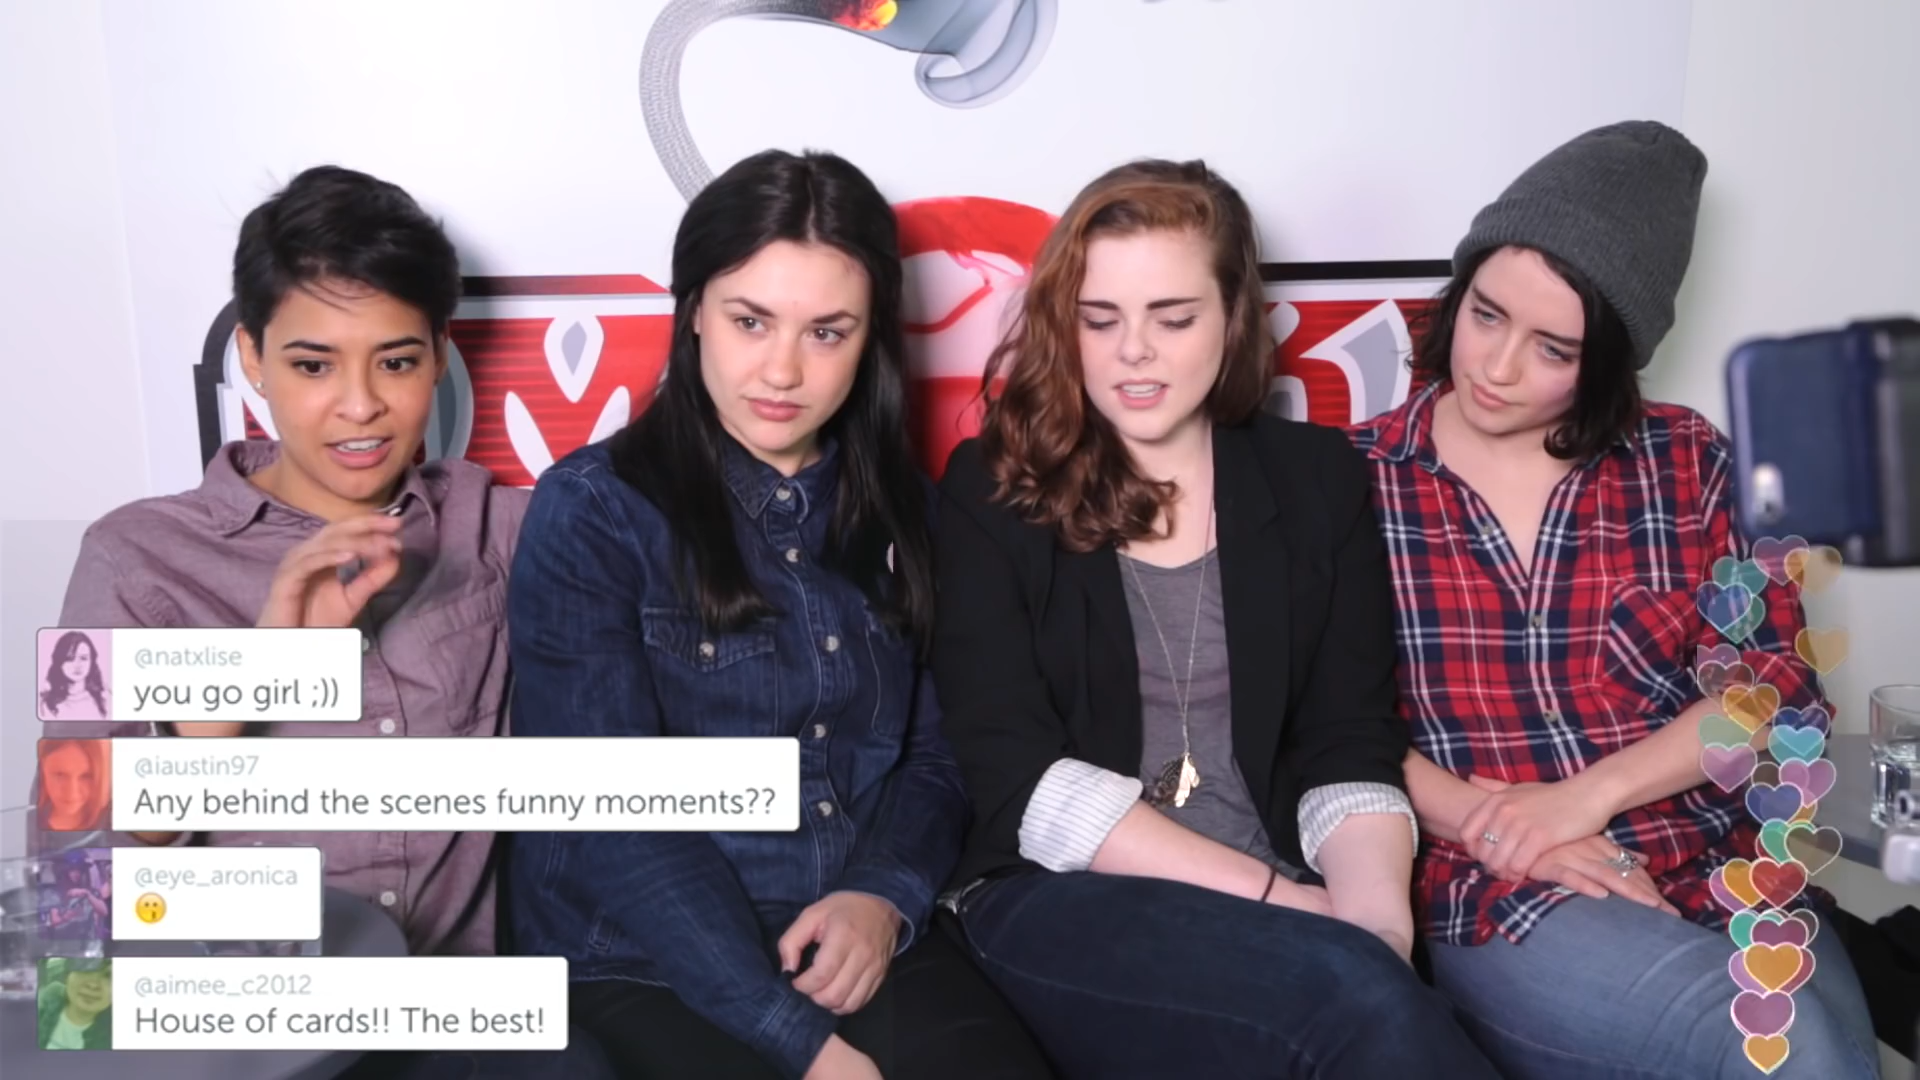 @natxlise
you go girl ;))
@iaustin97
Any behind the scenes funny moments??
@eye_aronica
😗
@aimee_c2012
House of cards!! The best!